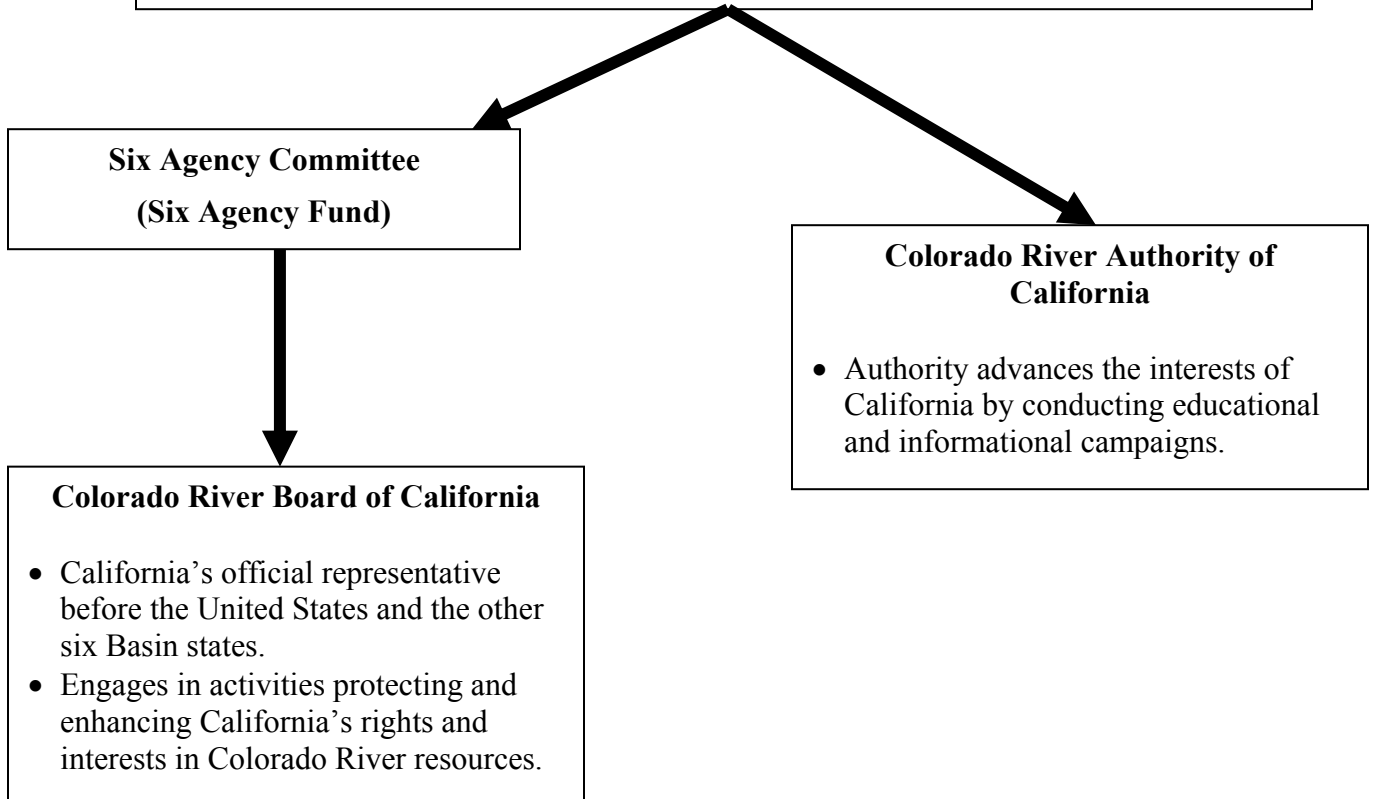 Six Agency Committee
(Six Agency Fund)
Colorado River Authority of
California
• Authority advances the interests of
California by conducting educational
and informational campaigns.
Colorado River Board of California
• California’s official representative
before the United States and the other
six Basin states.
• Engages in activities protecting and
enhancing California’s rights and
interests in Colorado River resources.